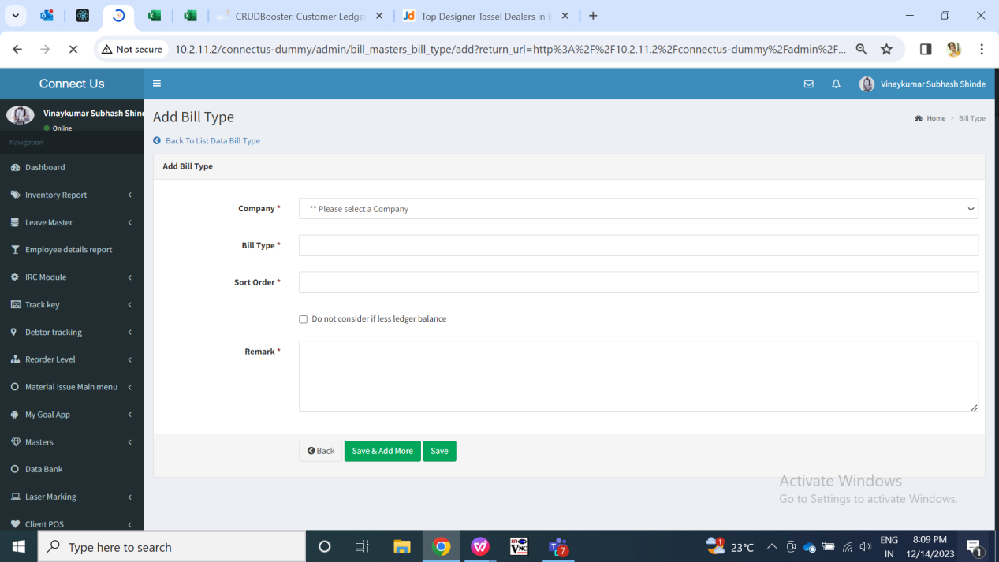 CRUDBooster: Customer Ledge
Jd Top Designer Tassel Dealers in
Not secure
10.2.11.2/connectus-dummy/admin/bill_masters_bill_type/add?return_url=http%3A%2F%2F10.2.11.2%2Fconnectus-dummy%2Fadmin%2F...
Connect Us
Vinaykumar Subhash Shinde
Vinaykumar Subhash Shind
Online
Navigation
Dashboard
Inventory Report
Leave Master
Employee details report
IRC Module
Track key
Debtor tracking
Reorder Level
Material Issue Main menu
My Goal App
Masters
Data Bank
Laser Marking
Client POS
Add Bill Type
Home > Bill Type
Back To List Data Bill Type
Add Bill Type
Company *
** Please select a Company
Bill Type *
Sort Order *
Do not consider if less ledger balance
Remark *
Back
Save & Add More
Save
Activate Windows
Go to Settings to activate Windows.
Type here to search
VNC
7
1
23°C
ENG
IN
8:09 PM
12/14/2023
1